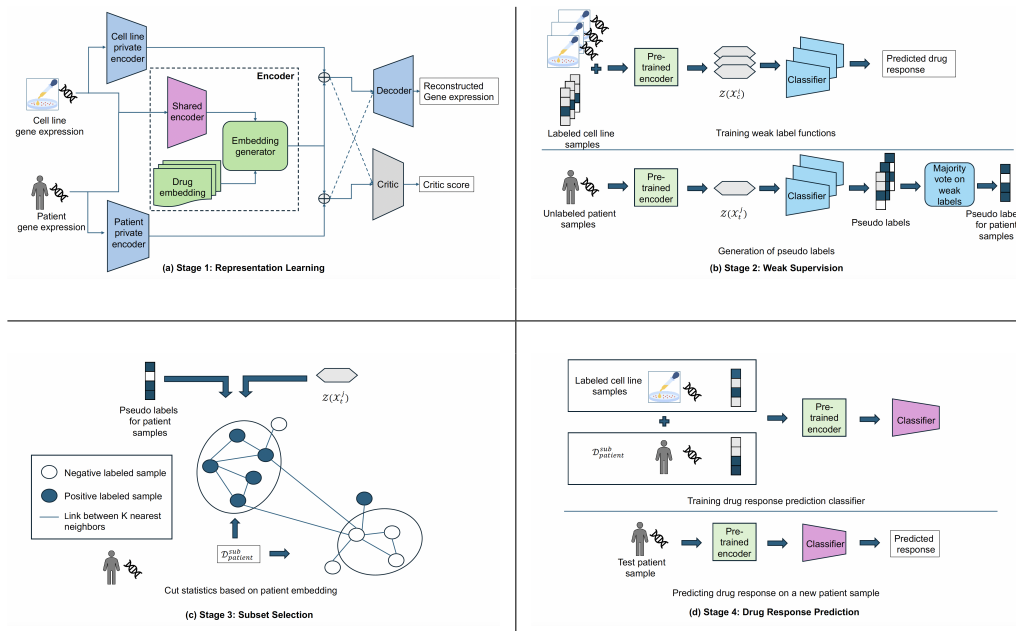 Cell line
private
encoder
Encoder
Shared
encoder
Embedding
generator
Drug
embedding
Decoder
Reconstructed
Gene expression
Critic
Critic score
Cell line
gene expression
Patient
gene expression
Patient
private
encoder
(a) Stage 1: Representation Learning
Labeled cell line
samples
Pre-
trained
encoder
z(x_c^i)
Classifier
Predicted drug
response
Training weak label functions
Unlabeled patient
samples
Pre-
trained
encoder
z(x_t^j)
Classifier
Pseudo labels
Majority
vote on
weak
labels
Pseudo labe
for patient
samples
Generation of pseudo labels
(b) Stage 2: Weak Supervision
Pseudo labels
for patient
samples
z(x_t^j)
Negative labeled sample
Positive labeled sample
Link between K nearest
neighbors
𝒟_patient^sub
Cut statistics based on patient embedding
(c) Stage 3: Subset Selection
Labeled cell line
samples
𝒟_patient^sub
Pre-
trained
encoder
Classifier
Training drug response prediction classifier
Test patient
sample
Pre-
trained
encoder
Classifier
Predicted
response
Predicting drug response on a new patient sample
(d) Stage 4: Drug Response Prediction